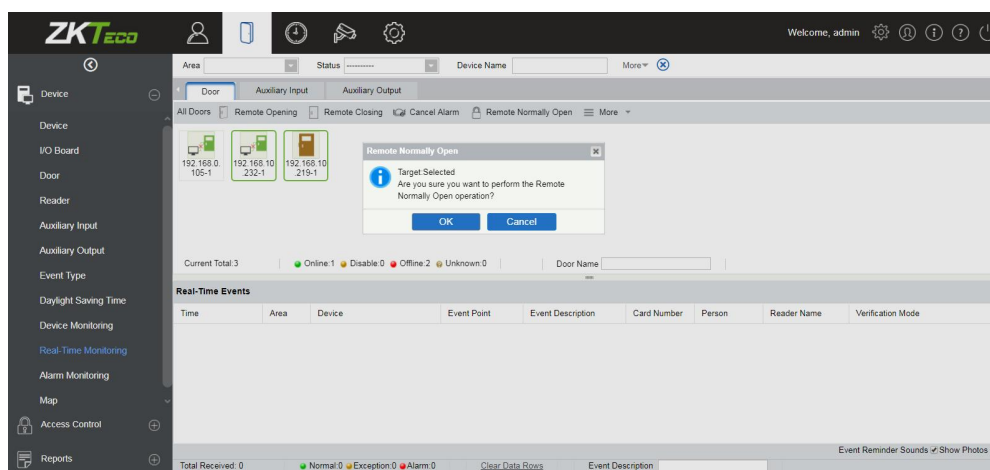 ZKTeco
Welcome, admin
Area
Status ----------
Device Name
More
Device
Device
I/O Board
Door
Reader
Auxiliary Input
Auxiliary Output
Event Type
Daylight Saving Time
Device Monitoring
Real-Time Monitoring
Alarm Monitoring
Map
Access Control
Reports
Door Auxiliary Input Auxiliary Output
All Doors Remote Opening Remote Closing Cancel Alarm Remote Normally Open More
192.168.0.
105-1
192.168.10
.232-1
192.168.10
.219-1
Remote Normally Open
Target:Selected
Are you sure you want to perform the Remote
Normally Open operation?
OK Cancel
Current Total:3 Online:1 Disable:0 Offline:2 Unknown:0 Door Name
Real-Time Events
Time Area Device Event Point Event Description Card Number Person Reader Name Verification Mode
Event Reminder Sounds Show Photos
Total Received: 0 Normal:0 Exception:0 Alarm:0 Clear Data Rows Event Description